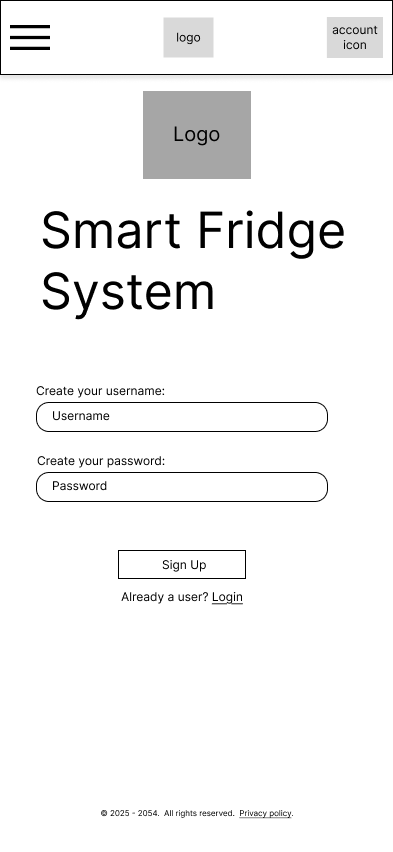 logo
account
icon
Logo
Smart Fridge
System
Create your username:
Username
Create your password:
Password
Sign Up
Already a user? Login
© 2025 - 2054. All rights reserved. Privacy policy.